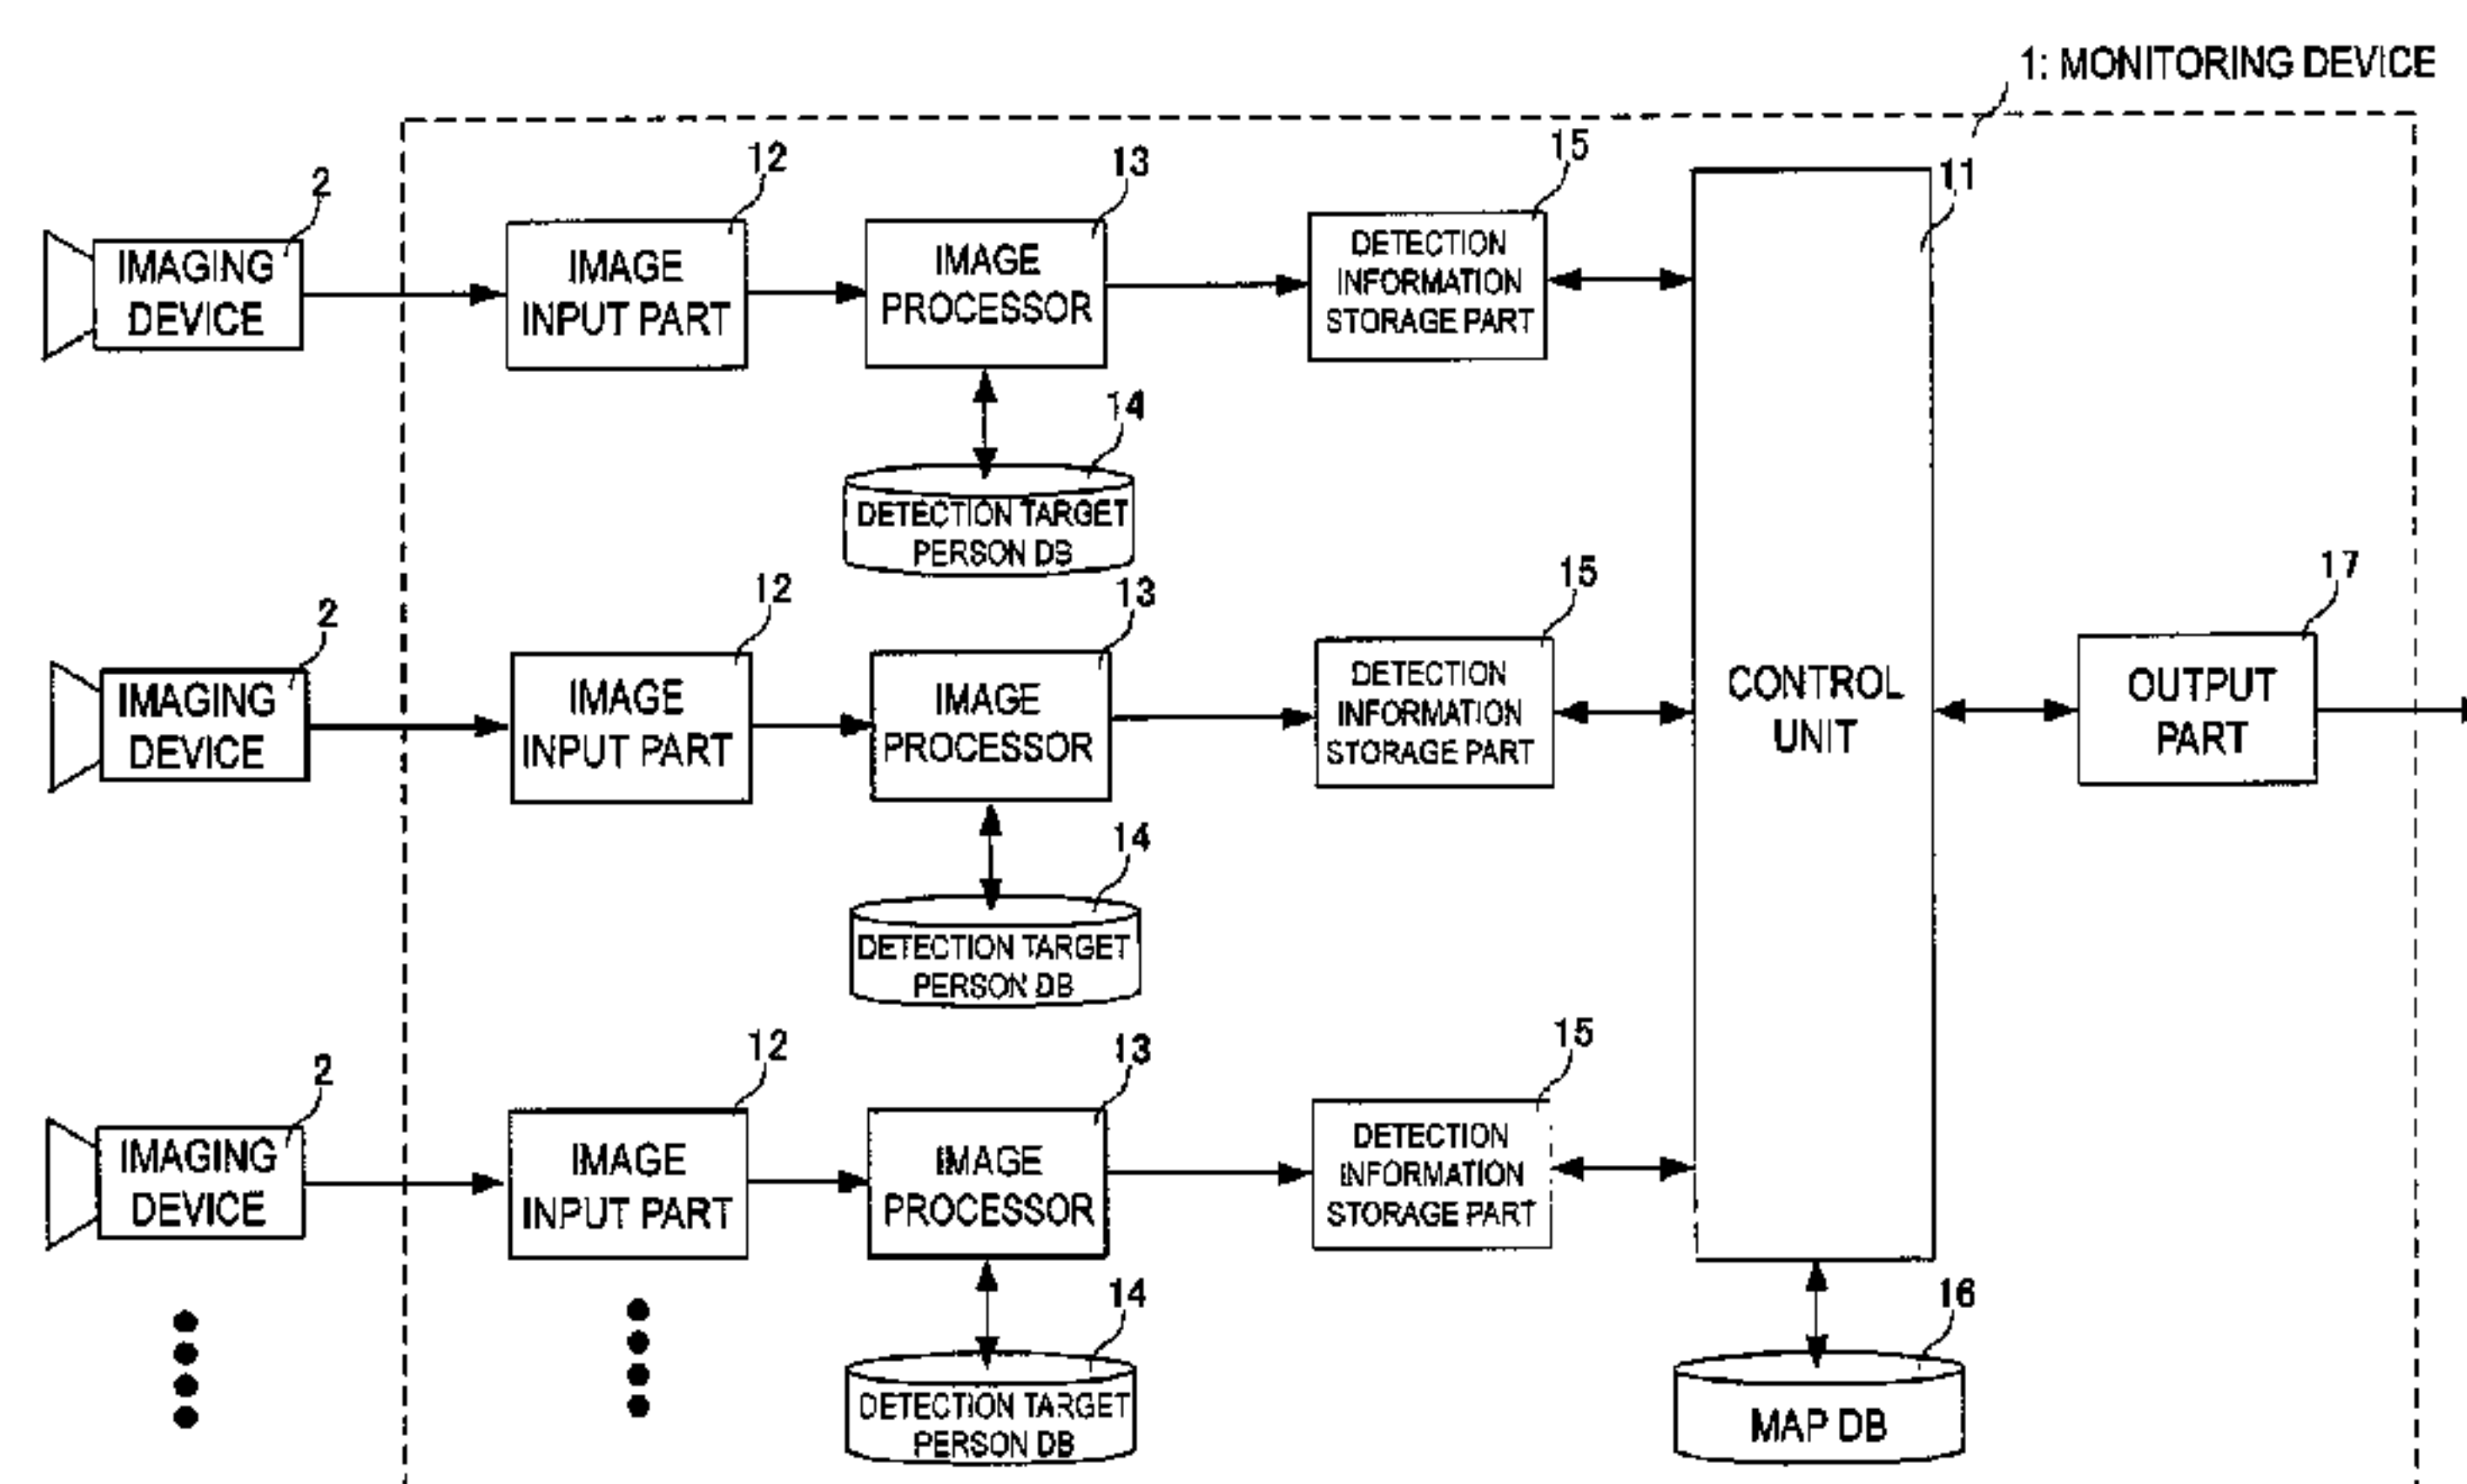 1: MONITORING DEVICE
2
12
13
15
11
IMAGING
DEVICE
IMAGE
INPUT PART
IMAGE
PROCESSOR
DETECTION
INFORMATION
STORAGE PART
14
DETECTION TARGET
PERSON DB
2
12
13
15
17
IMAGING
DEVICE
IMAGE
INPUT PART
IMAGE
PROCESSOR
DETECTION
INFORMATION
STORAGE PART
CONTROL
UNIT
OUTPUT
PART
14
DETECTION TARGET
PERSON DB
2
12
13
15
IMAGING
DEVICE
IMAGE
INPUT PART
IMAGE
PROCESSOR
DETECTION
INFORMATION
STORAGE PART
14
DETECTION TARGET
PERSON DB
16
MAP DB